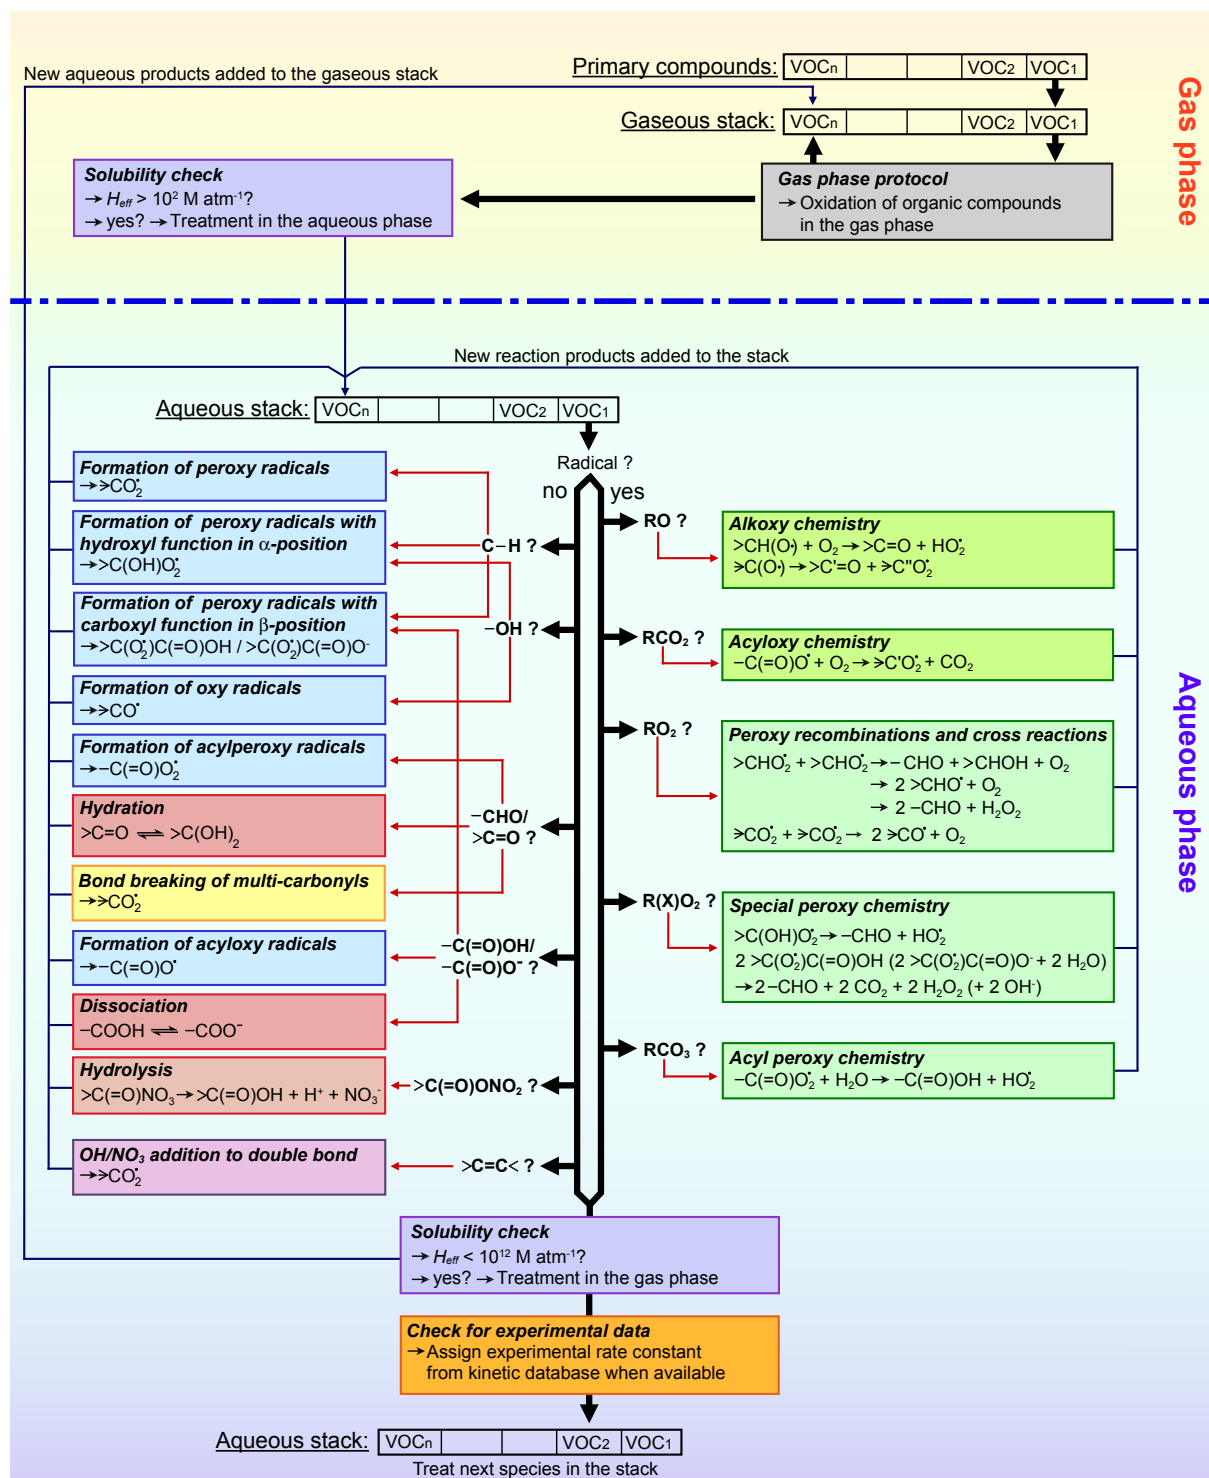 Primary compounds: VOCn VOC2 VOC1
New aqueous products added to the gaseous stack
Gaseous stack: VOCn VOC2 VOC1
Gas phase
Solubility check
→ Heff > 10² M atm⁻¹?
→ yes? → Treatment in the aqueous phase
Gas phase protocol
→ Oxidation of organic compounds
in the gas phase
New reaction products added to the stack
Aqueous stack: VOCn VOC2 VOC1
Radical ?
no yes
Aqueous phase
Formation of peroxy radicals
→⩾CO₂•
Formation of peroxy radicals with
hydroxyl function in α-position
→>C(OH)O₂•
Formation of peroxy radicals with
carboxyl function in β-position
→>C(O₂•)C(=O)OH / >C(O₂•)C(=O)O⁻
Formation of oxy radicals
→⩾CO•
Formation of acylperoxy radicals
→−C(=O)O₂•
Hydration
>C=O ⇌ >C(OH)₂
Bond breaking of multi-carbonyls
→⩾CO₂•
Formation of acyloxy radicals
→−C(=O)O•
Dissociation
−COOH ⇌ −COO⁻
Hydrolysis
>C(=O)NO₃→>C(=O)OH + H⁺ + NO₃⁻
OH/NO₃ addition to double bond
→⩾CO₂•
C−H ?
−OH ?
−CHO/
>C=O ?
−C(=O)OH/
−C(=O)O⁻ ?
>C(=O)ONO₂ ?
>C=C< ?
RO ?
Alkoxy chemistry
>CH(O•) + O₂→>C=O + HO₂•
⩾C(O•)→>C'=O + ⩾C"O₂•
RCO₂ ?
Acyloxy chemistry
−C(=O)O• + O₂→⩾C'O₂• + CO₂
RO₂ ?
Peroxy recombinations and cross reactions
>CHO₂• + >CHO₂•→−CHO + >CHOH + O₂
→ 2 >CHO• + O₂
→ 2 −CHO + H₂O₂
⩾CO₂• + ⩾CO₂•→ 2 ⩾CO• + O₂
R(X)O₂ ?
Special peroxy chemistry
>C(OH)O₂•→−CHO + HO₂•
2 >C(O₂•)C(=O)OH (2 >C(O₂•)C(=O)O⁻ + 2 H₂O)
→2−CHO + 2 CO₂ + 2 H₂O₂ (+ 2 OH⁻)
RCO₃ ?
Acyl peroxy chemistry
−C(=O)O₂• + H₂O→−C(=O)OH + HO₂•
Solubility check
→ Heff < 10¹² M atm⁻¹?
→ yes? → Treatment in the gas phase
Check for experimental data
→ Assign experimental rate constant
from kinetic database when available
Aqueous stack: VOCn VOC2 VOC1
Treat next species in the stack